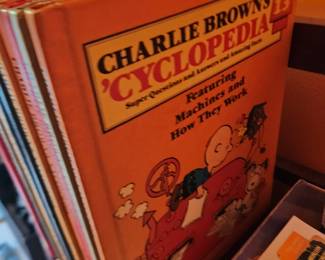 CHARLIE BROWN'S
'CYCLOPEDIA
Super Questions and Answers and Amazing Facts
Featuring
Machines and
How They Work